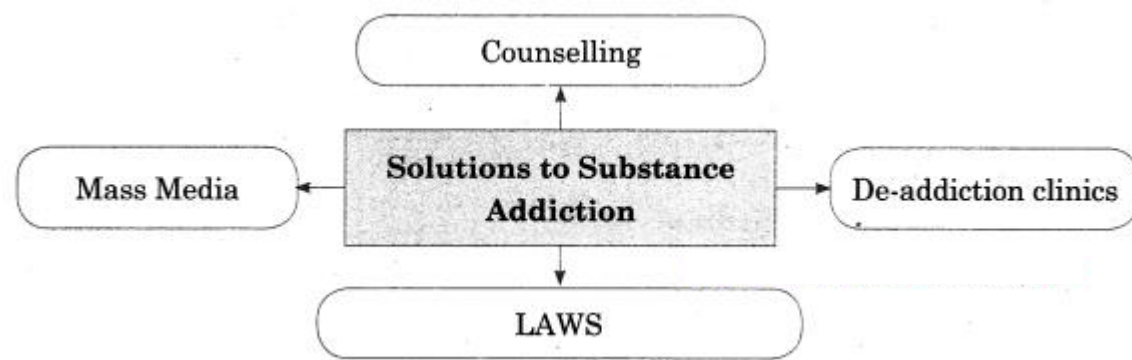 Counselling
Mass Media
Solutions to Substance
Addiction
De-addiction clinics
LAWS